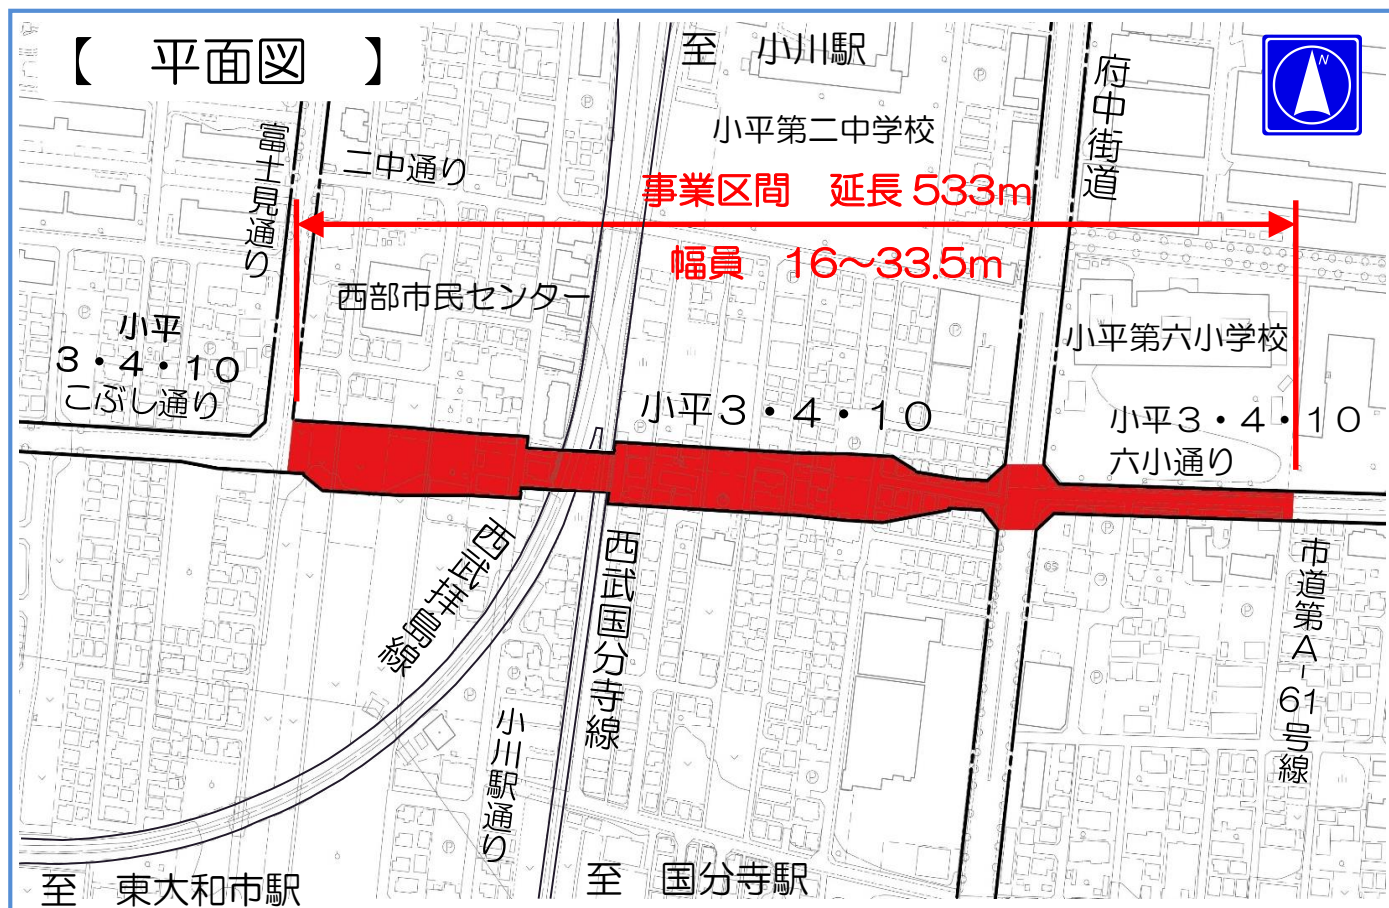 【 平面図 】
至 小川駅
N
府中街道
小平第二中学校
富士見通り
二中通り
事業区間 延長533m
幅員 16～33.5m
西部市民センター
小平
3・4・10
こぶし通り
小平第六小学校
小平3・4・10
小平3・4・10
六小通り
西武拝島線
西武国分寺線
市道第A-61号線
小川駅通り
至 東大和市駅
至 国分寺駅